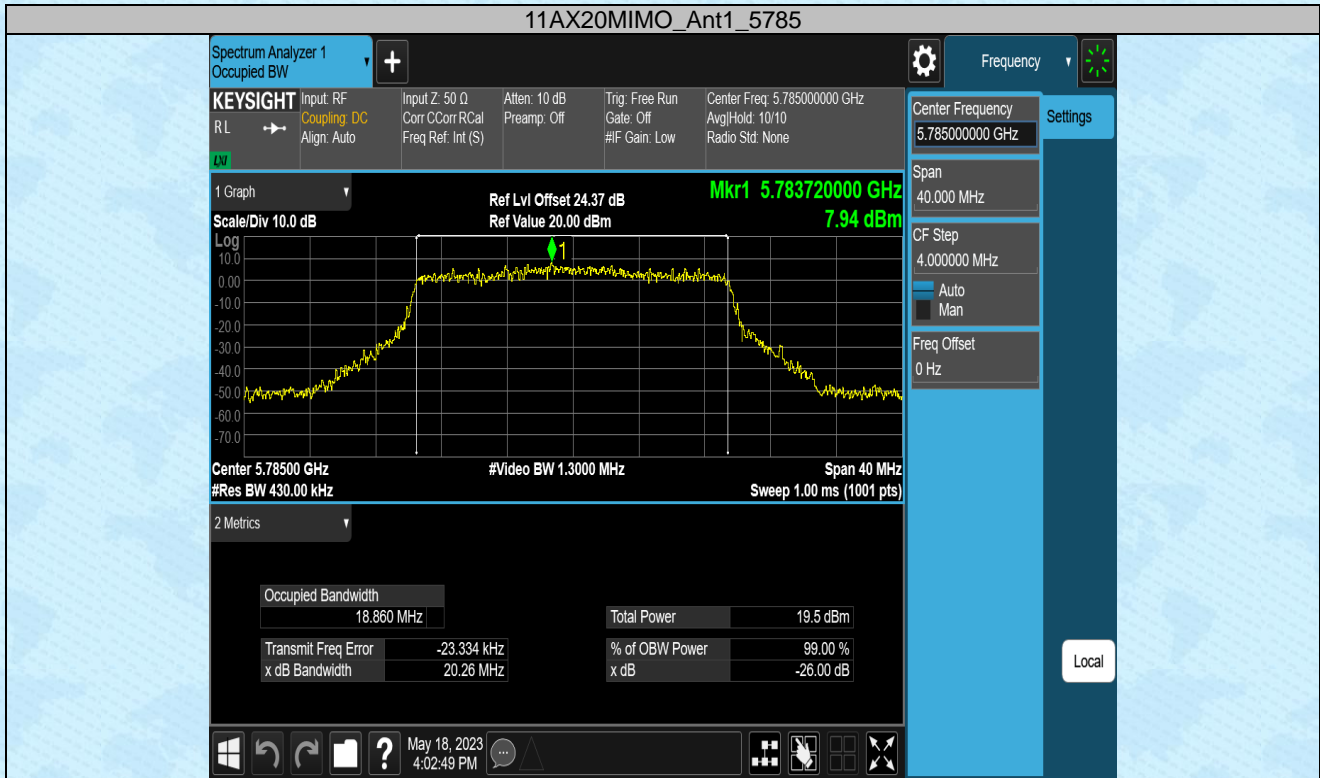 11AX20MIMO_Ant1_5785
Spectrum Analyzer 1
Occupied BW
Frequency
KEYSIGHT
R L
LXI
Input: RF
Coupling: DC
Align: Auto
Input Z: 50 Ω
Corr CCorr RCal
Freq Ref: Int (S)
Atten: 10 dB
Preamp: Off
Trig: Free Run
Gate: Off
#IF Gain: Low
Center Freq: 5.785000000 GHz
Avg|Hold: 10/10
Radio Std: None
Center Frequency
5.785000000 GHz
Settings
Span
40.000 MHz
CF Step
4.000000 MHz
Auto
Man
Freq Offset
0 Hz
Local
1 Graph
Scale/Div 10.0 dB
Ref Lvl Offset 24.37 dB
Ref Value 20.00 dBm
Mkr1 5.783720000 GHz
7.94 dBm
Log
1
10.0
0.00
-10.0
-20.0
-30.0
-40.0
-50.0
-60.0
-70.0
Center 5.78500 GHz
#Video BW 1.3000 MHz
Span 40 MHz
#Res BW 430.00 kHz
Sweep 1.00 ms (1001 pts)
2 Metrics
Occupied Bandwidth
18.860 MHz
Total Power 19.5 dBm
Transmit Freq Error -23.334 kHz
% of OBW Power 99.00 %
x dB Bandwidth 20.26 MHz
x dB -26.00 dB
?
May 18, 2023
4:02:49 PM